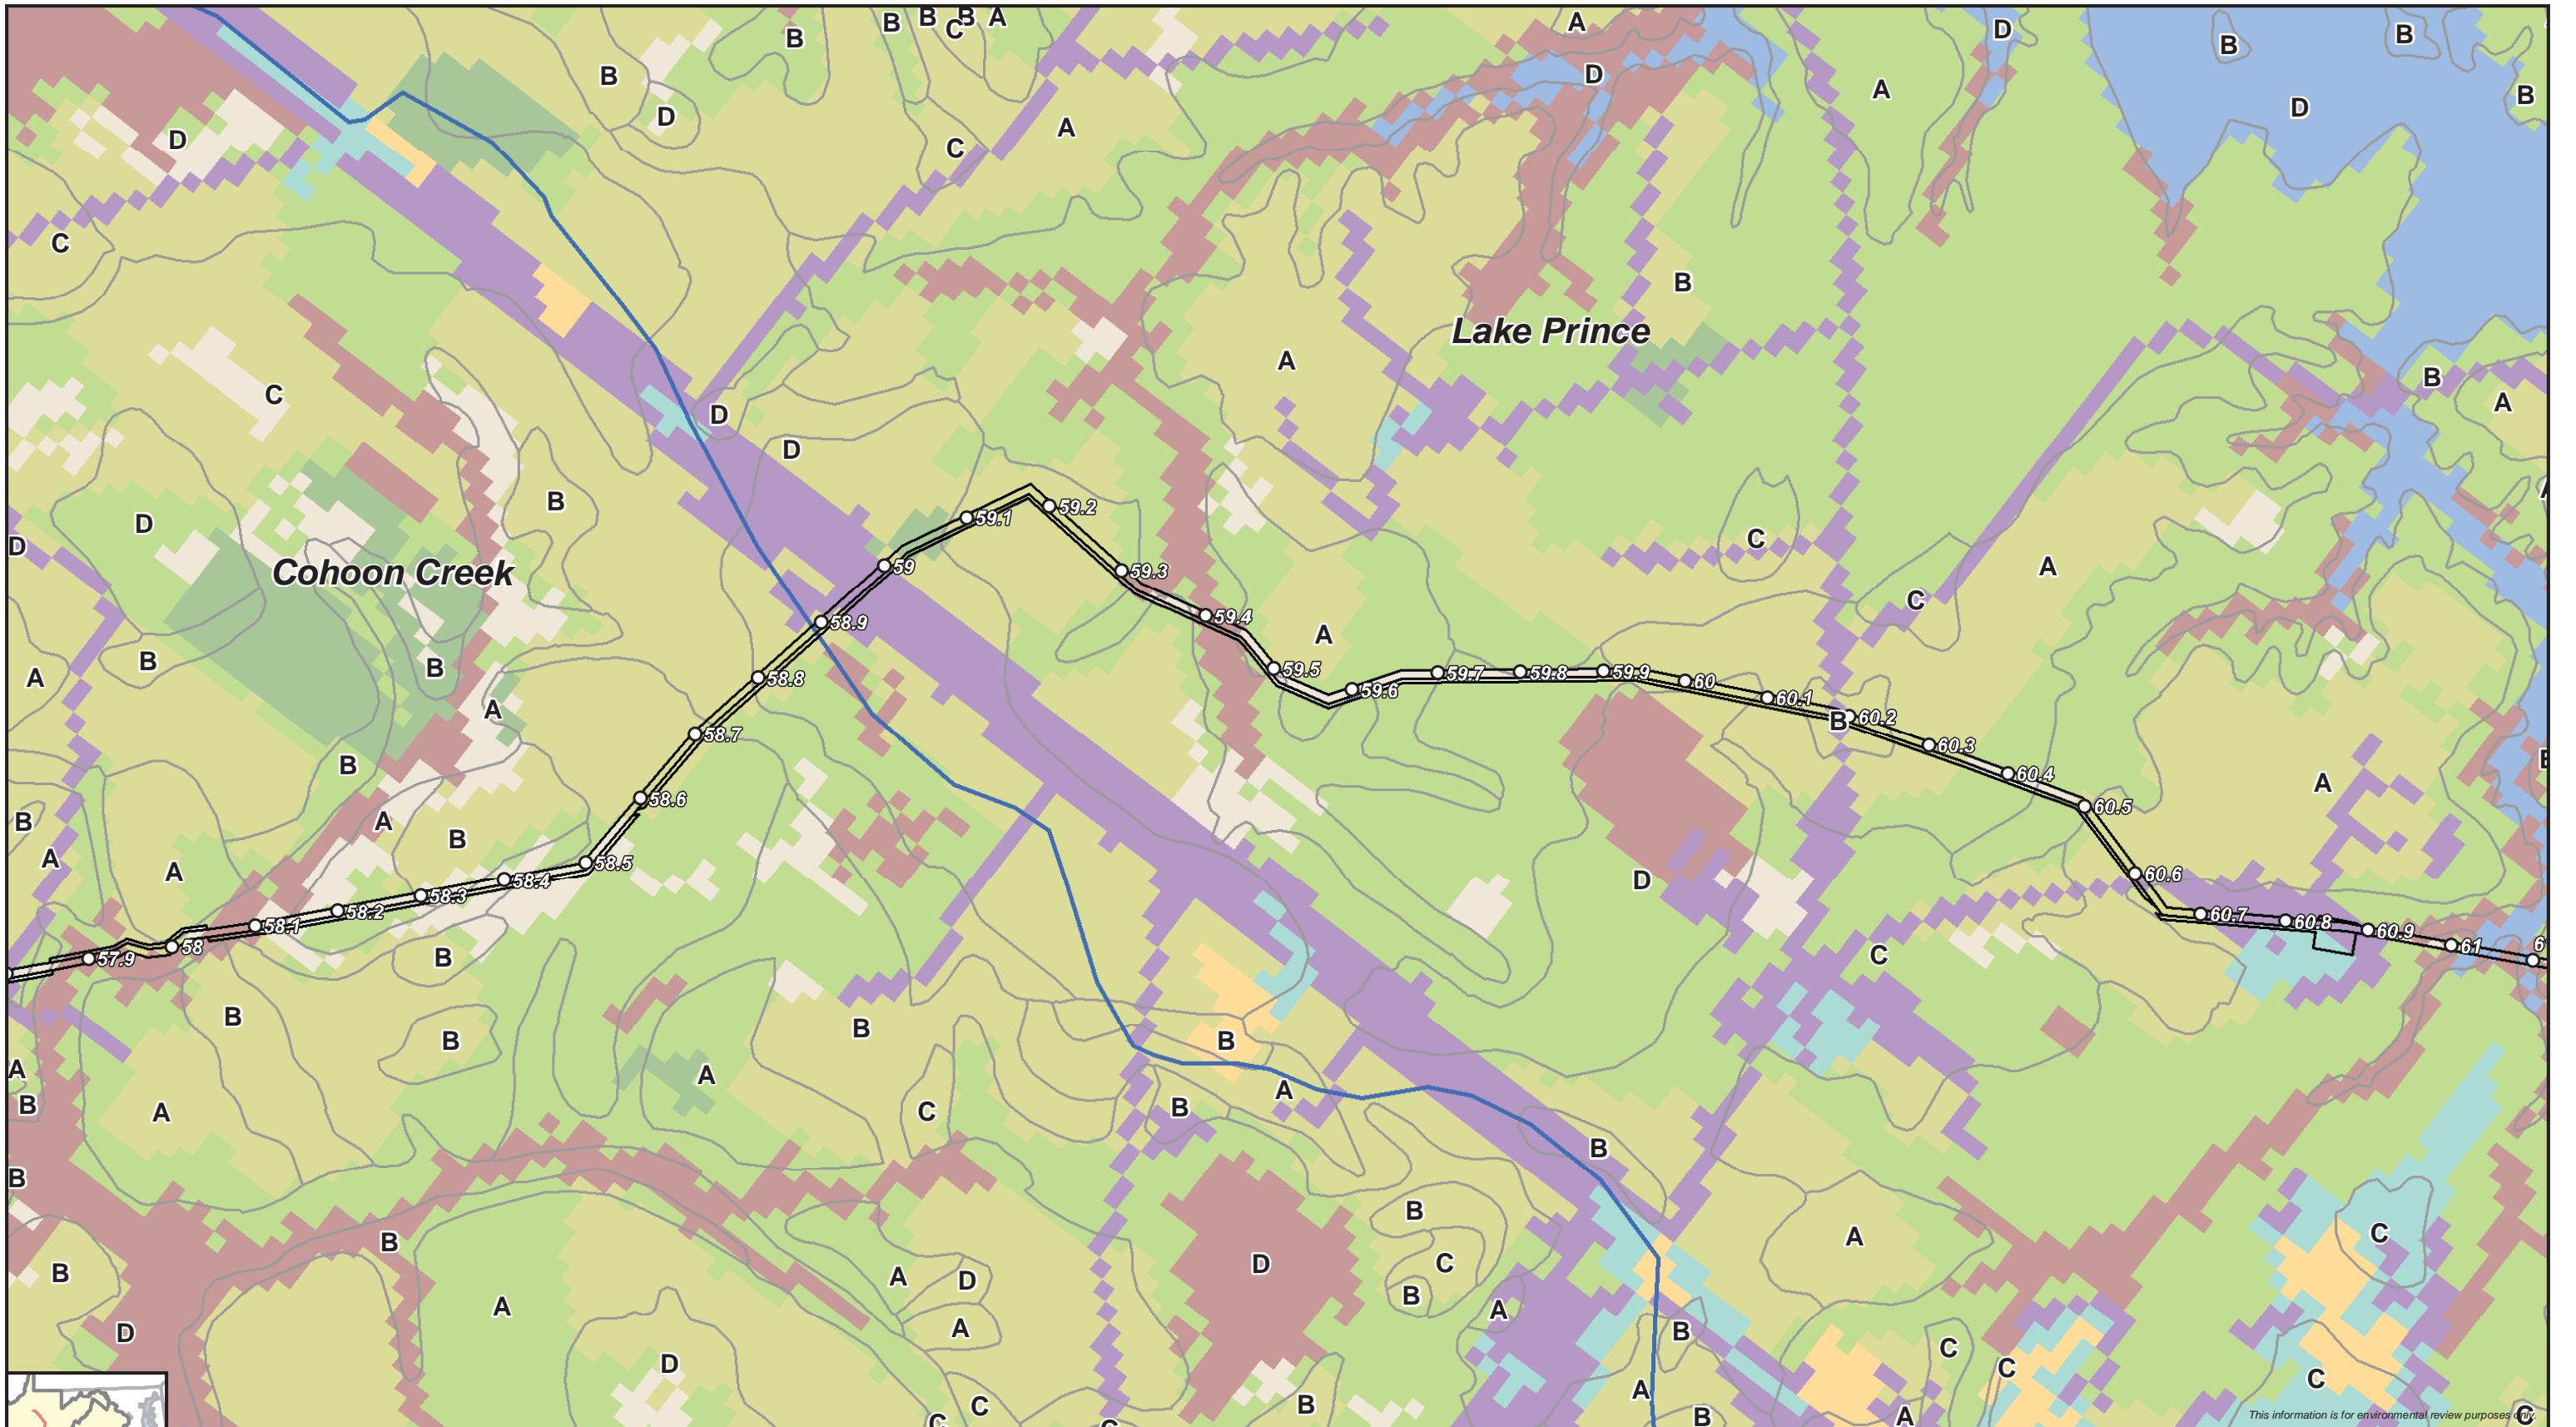 B B A
B C
B
A
D
D
B
B
B
D
B
A
B
D
D
A
D
C
C
B
Lake Prince
A
B
A
C
D
D
B
D
D
C
Cohoon Creek
A
59.2
59.1
59
59.3
C
59.4
58.9
A
B
B
A
A
58.8
59.5
59.6
59.7
59.8
59.9
60
60.1
B
60.2
60.3
58.7
B
60.4
A
58.6
60.5
B
A
B
A
A
58.5
60.6
D
58.4
58.3
58.2
58.1
58
57.9
60.7
60.8
60.9
61
6
B
C
B
B
B
B
A
A
A
B
B
A
C
B
B
B
B
B
A
C
B
C
D
A
D
B
A
A
D
A
B
C
C
D
C
A
B
C
C
B
A
C
This information is for environmental review purposes only.